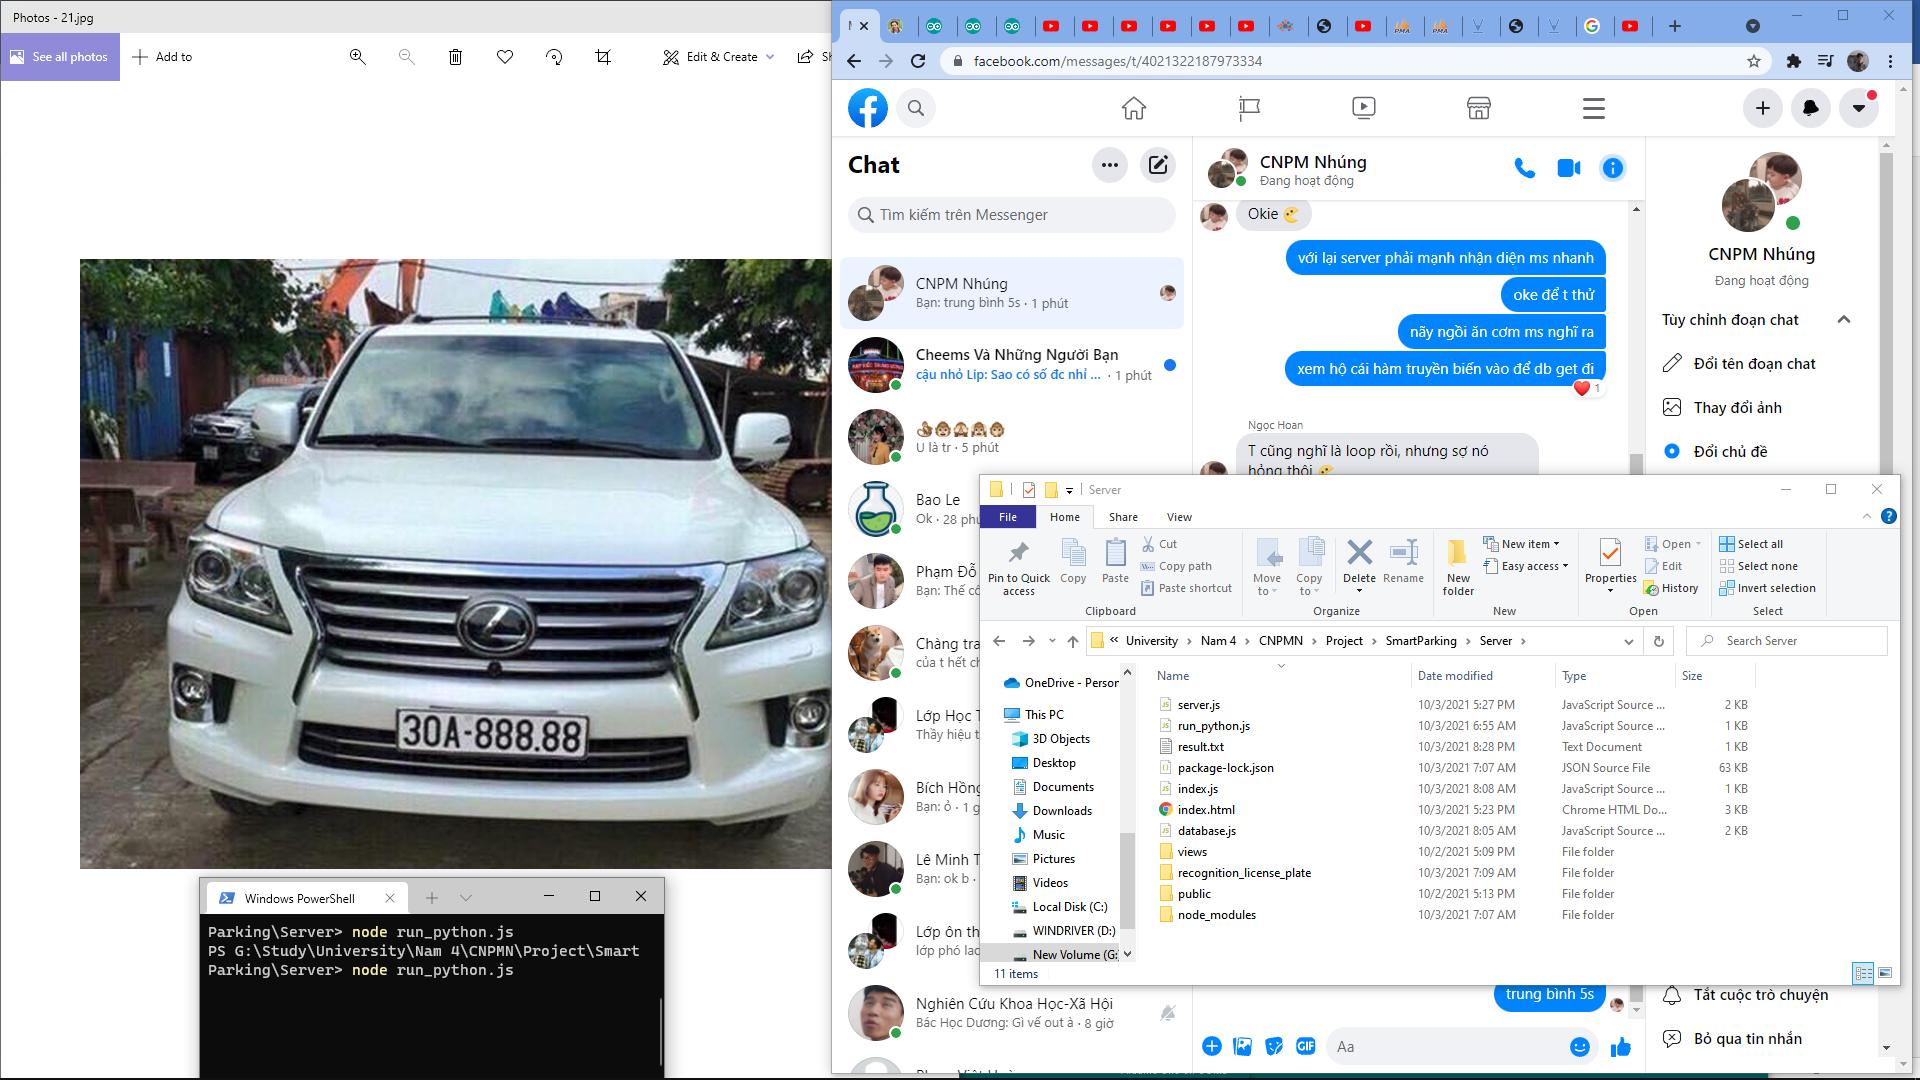 Photos - 21.jpg
See all photos
Add to
Edit & Create
30A-888.88
Windows PowerShell
Parking\Server> node run_python.js
PS G:\Study\University\Nam 4\CNPMN\Project\Smart
Parking\Server> node run_python.js
facebook.com/messages/t/4021322187973334
Chat
Tìm kiếm trên Messenger
CNPM Nhúng
Bạn: trung bình 5s · 1 phút
Cheems Và Những Người Bạn
cậu nhỏ Lip: Sao có số đc nhỉ ... · 1 phút
U là tr · 5 phút
Bao Le
Ok · 28 phú
Phạm Đỗ
Bạn: Thế cô
Chàng tra
của t hết ch
Lớp Học T
Thầy hiệu t
Bích Hồng
Bạn: ỏ · 1 g
Lê Minh T
Bạn: ok b ·
Lớp ôn th
lớp phó lao
Nghiên Cứu Khoa Học-Xã Hội
Bác Học Dương: Gì vế out à · 8 giờ
CNPM Nhúng
Đang hoạt động
Okie
với lại server phải mạnh nhận diện ms nhanh
oke để t thử
nãy ngồi ăn cơm ms nghĩ ra
xem hộ cái hàm truyền biến vào để db get đi
1
Ngọc Hoan
T cũng nghĩ là loop rồi, nhưng sợ nó
hỏng thôi
trung bình 5s
GIF
Aa
CNPM Nhúng
Đang hoạt động
Tùy chỉnh đoạn chat
Đổi tên đoạn chat
Thay đổi ảnh
Đổi chủ đề
Tắt cuộc trò chuyện
Bỏ qua tin nhắn
Server
File Home Share View
Pin to Quick access
Copy
Paste
Cut
Copy path
Paste shortcut
Clipboard
Move to
Copy to
Delete
Rename
Organize
New folder
New item
Easy access
New
Properties
Open
Edit
History
Open
Select all
Select none
Invert selection
Select
« University > Nam 4 > CNPMN > Project > SmartParking > Server >
Search Server
OneDrive - Person
This PC
3D Objects
Desktop
Documents
Downloads
Music
Pictures
Videos
Local Disk (C:)
WINDRIVER (D:)
New Volume (G:
Name Date modified Type Size
server.js 10/3/2021 5:27 PM JavaScript Source ... 2 KB
run_python.js 10/3/2021 6:55 AM JavaScript Source ... 1 KB
result.txt 10/3/2021 8:28 PM Text Document 1 KB
package-lock.json 10/3/2021 7:07 AM JSON Source File 63 KB
index.js 10/3/2021 8:08 AM JavaScript Source ... 1 KB
index.html 10/3/2021 5:23 PM Chrome HTML Do... 3 KB
database.js 10/3/2021 8:05 AM JavaScript Source ... 2 KB
views 10/2/2021 5:09 PM File folder
recognition_license_plate 10/3/2021 7:09 AM File folder
public 10/2/2021 5:13 PM File folder
node_modules 10/3/2021 7:07 AM File folder
11 items